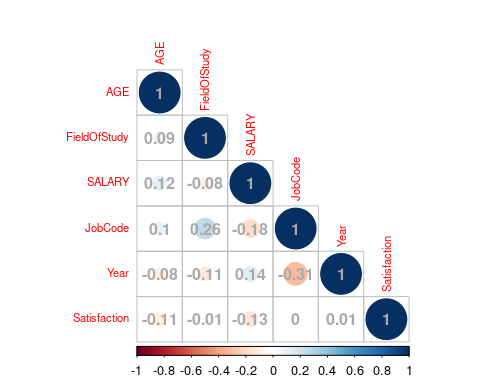 AGE
FieldOfStudy
SALARY
JobCode
Year
Satisfaction
AGE 1
FieldOfStudy 0.09 1
SALARY 0.12 -0.08 1
JobCode 0.1 0.26 -0.18 1
Year -0.08 -0.11 0.14 -0.31 1
Satisfaction -0.11 -0.01 -0.13 0 0.01 1
-1 -0.8 -0.6 -0.4 -0.2 0 0.2 0.4 0.6 0.8 1